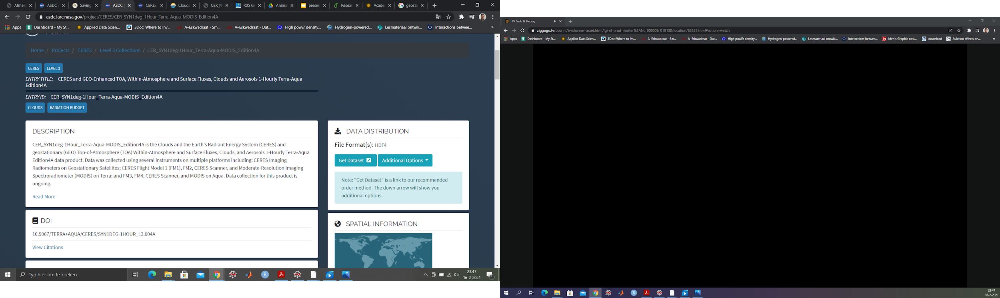 Afmeld
ASDC
Saving
ASDC |
CERES
Clouds
CER_N
R05 Ge
Anima
presen
Resear
Acade
geosta
asdc.larc.nasa.gov/project/CERES/CER_SYN1deg-1Hour_Terra-Aqua-MODIS_Edition4A
Apps
Dashboard - My St...
Applied Data Scien...
3Doc: Where to Inv...
A–Eskwadraat - Sm...
A–Eskwadraat - Dat...
High powEr density...
Hydrogen-powered...
Lesmateriaal ontwik...
Interactions betwee...
»
Home / Projects / CERES / Level 3 Collections / CER_SYN1deg-1Hour_Terra-Aqua-MODIS_Edition4A
CERES
LEVEL 3
ENTRY TITLE: CERES and GEO-Enhanced TOA, Within-Atmosphere and Surface Fluxes, Clouds and Aerosols 1-Hourly Terra-Aqua
Edition4A
ENTRY ID: CER_SYN1deg-1Hour_Terra-Aqua-MODIS_Edition4A
CLOUDS
RADIATION BUDGET
DESCRIPTION
CER_SYN1deg-1Hour_Terra-Aqua-MODIS_Edition4A is the Clouds and the Earth's Radiant Energy System (CERES) and
geostationary (GEO) Top-of-Atmosphere (TOA) Within-Atmosphere and Surface Fluxes, Clouds, and Aerosols 1-Hourly Terra-Aqua
Edition4A data product. Data was collected using several instruments on multiple platforms including: CERES Imaging
Radiometers on Geostationary Satellites; CERES Flight Model 1 (FM1), FM2, CERES Scanner, and Moderate-Resolution Imaging
Spectroradiometer (MODIS) on Terra; and FM3, FM4, CERES Scanner, and MODIS on Aqua. Data collection for this product is
ongoing.
Read More
DOI
10.5067/TERRA+AQUA/CERES/SYN1DEG-1HOUR_L3.004A
View Citations
DATA DISTRIBUTION
File Format(s): HDF4
Get Dataset
Additional Options
Note: "Get Dataset" is a link to our recommended
order method. The down arrow will show you
additional options.
SPATIAL INFORMATION
Typ hier om te zoeken
23:47
16-2-2021
1
TV Gids & Replay
ziggogo.tv/obo_nl/tv/channel-asset.html/lgi-nl-prod-master%3ANL_000006_019130/location/65535.html#action=watch
Apps
Dashboard - My St...
Applied Data Scien...
3Doc: Where to Inv...
A–Eskwadraat - Sm...
A–Eskwadraat - Dat...
High powEr density...
Hydrogen-powered...
Lesmateriaal ontwik...
Interactions betwee...
Men's Graphic opti...
download
Aviation effects on...
»
23:47
16-2-2021